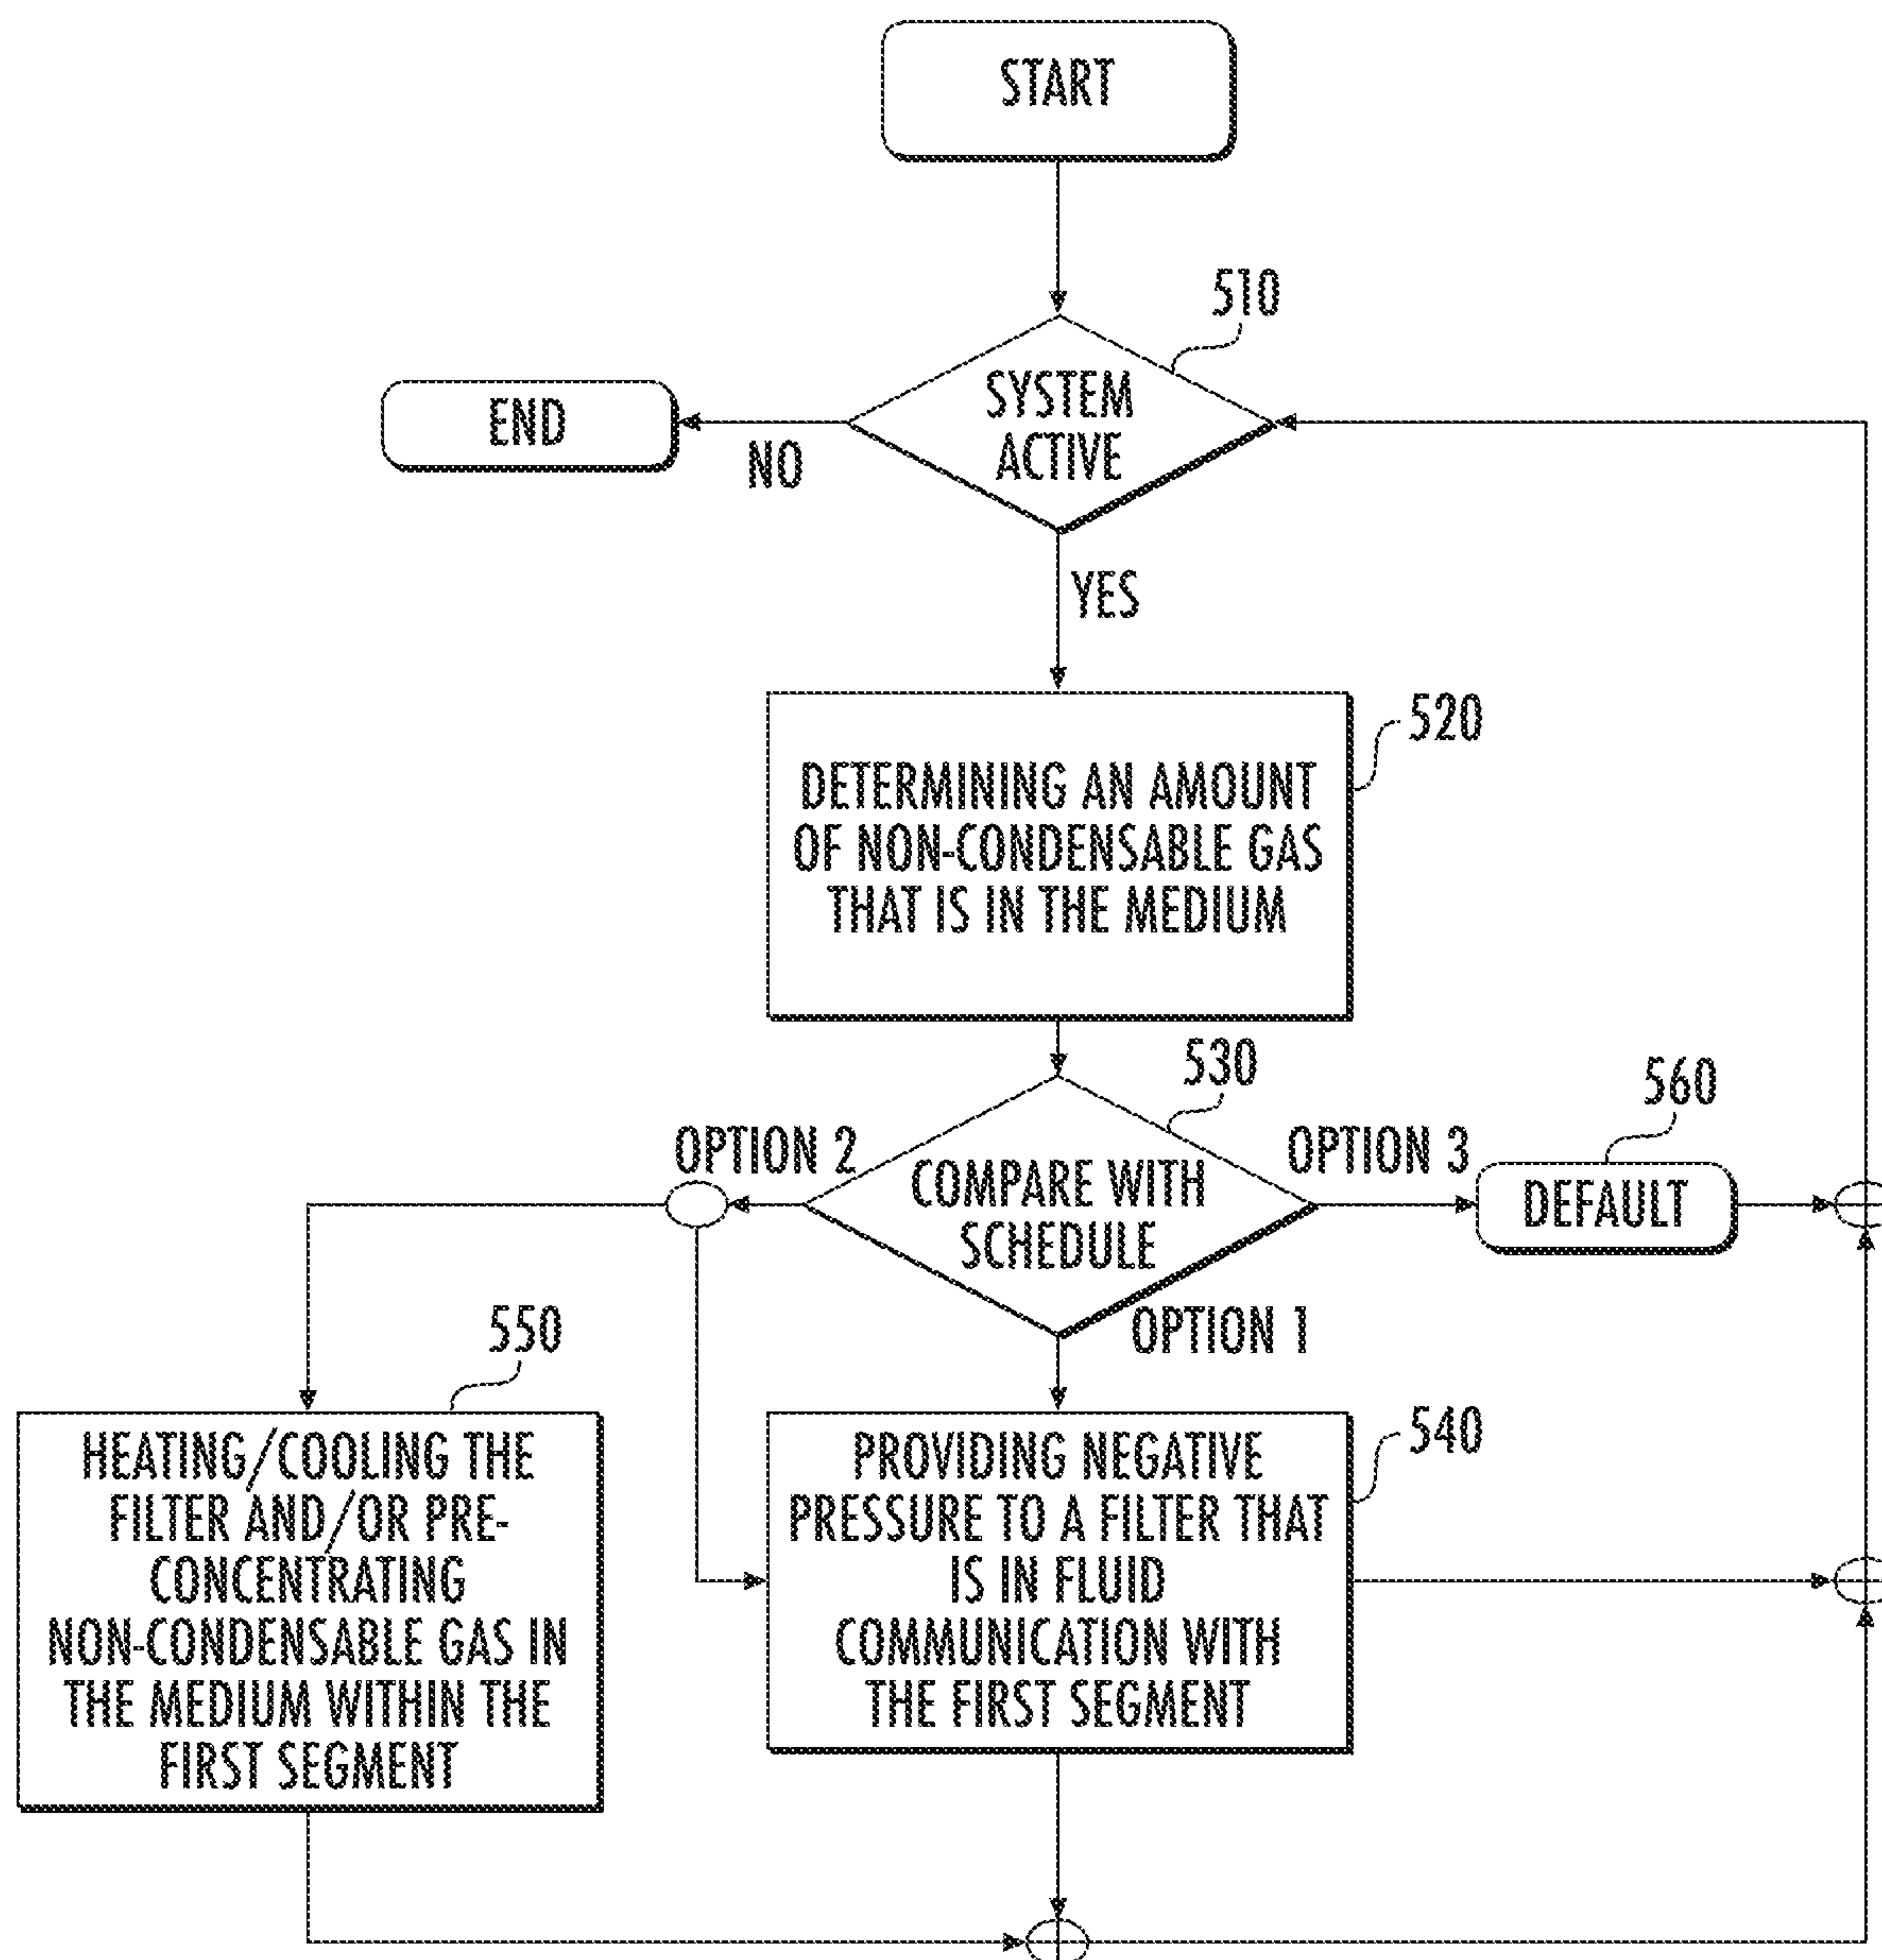 START
510
SYSTEM
ACTIVE
END
NO
YES
520
DETERMINING AN AMOUNT
OF NON-CONDENSABLE GAS
THAT IS IN THE MEDIUM
530
560
OPTION 2
OPTION 3
COMPARE WITH
SCHEDULE
DEFAULT
OPTION 1
550
540
HEATING/COOLING THE
FILTER AND/OR PRE-
CONCENTRATING
NON-CONDENSABLE GAS IN
THE MEDIUM WITHIN THE
FIRST SEGMENT
PROVIDING NEGATIVE
PRESSURE TO A FILTER THAT
IS IN FLUID
COMMUNICATION WITH
THE FIRST SEGMENT